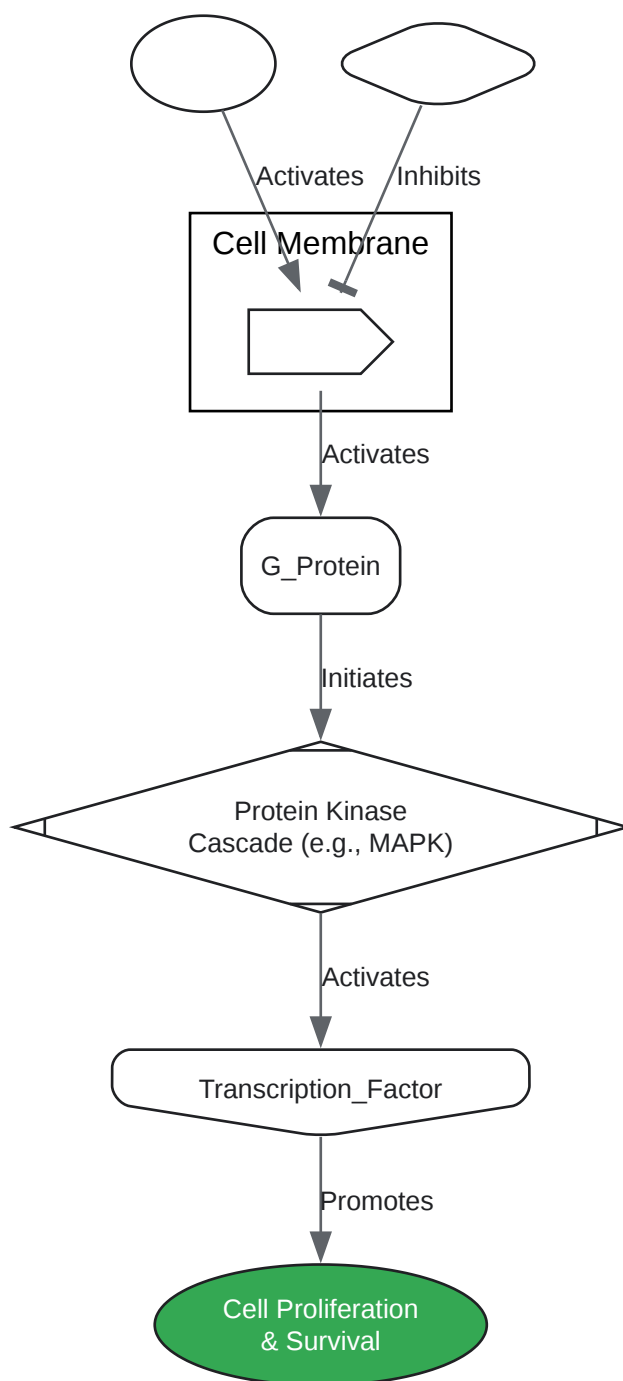 Activates
Inhibits
Cell Membrane
Activates
G_Protein
Initiates
Protein Kinase
Cascade (e.g., MAPK)
Activates
Transcription_Factor
Promotes
Cell Proliferation
& Survival